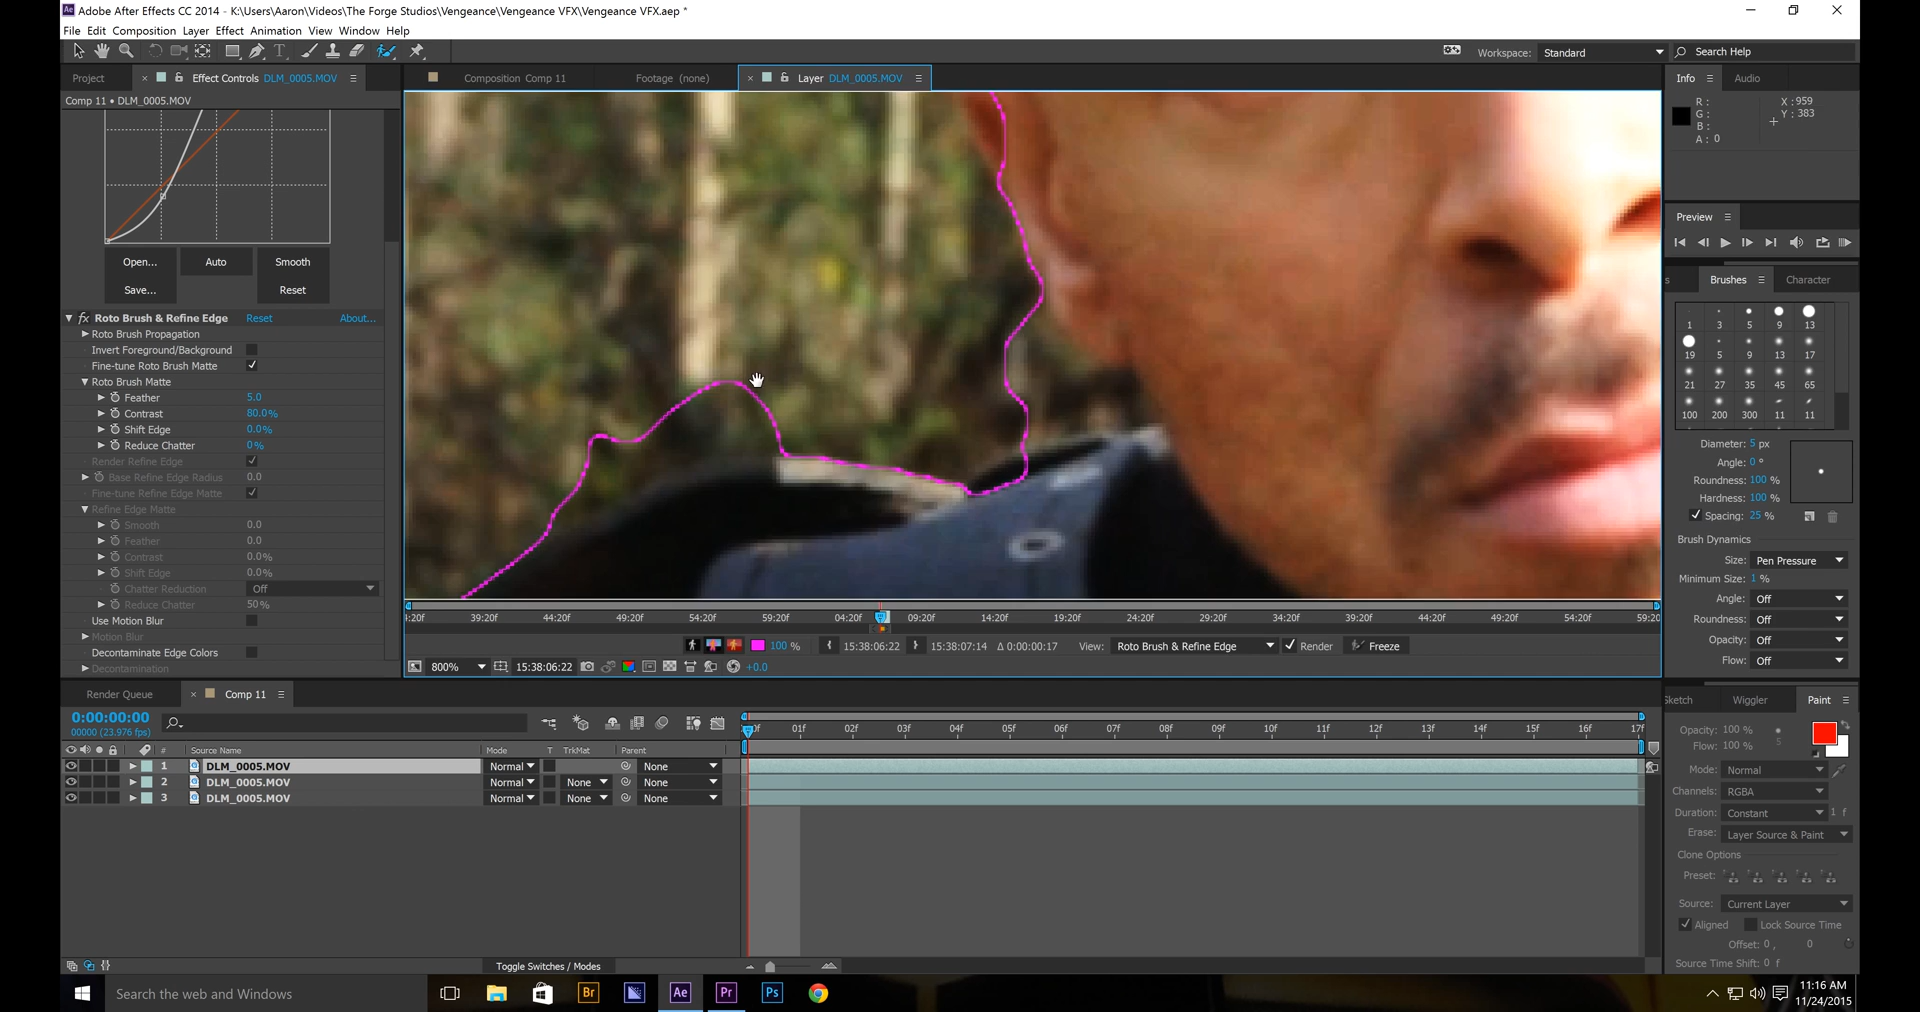 Adobe After Effects CC 2014 - K:\Users\Aaron\Videos\The Forge Studios\Vengeance\Vengeance VFX\Vengeance VFX.aep *
File Edit Composition Layer Effect Animation View Window Help
Workspace: Standard Search Help
Project Effect Controls DLM_0005.MOV Composition Comp 11 Footage (none) Layer DLM_0005.MOV Info Audio
Comp 11 • DLM_0005.MOV
R : X : 959
G : Y : 383
B :
A : 0
Preview
Open... Auto Smooth
Save... Reset
Brushes Character
1 3 5 9 13
19 5 9 13 17
21 27 35 45 65
100 200 300 11 11
Roto Brush & Refine Edge Reset About...
Roto Brush Propagation
Invert Foreground/Background
Fine-tune Roto Brush Matte
Roto Brush Matte
Feather 5.0
Contrast 80.0%
Shift Edge 0.0%
Reduce Chatter 0%
Render Refine Edge
Base Refine Edge Radius 0.0
Fine-tune Refine Edge Matte
Refine Edge Matte
Smooth 0.0
Feather 0.0
Contrast 0.0%
Shift Edge 0.0%
Chatter Reduction Off
Reduce Chatter 50%
Use Motion Blur
Motion Blur
Decontaminate Edge Colors
Decontamination
Diameter: 5 px
Angle: 0 °
Roundness: 100 %
Hardness: 100 %
Spacing: 25 %
Brush Dynamics
Size: Pen Pressure
Minimum Size: 1 %
Angle: Off
Roundness: Off
Opacity: Off
Flow: Off
4:20f 39:20f 44:20f 49:20f 54:20f 59:20f 04:20f 09:20f 14:20f 19:20f 24:20f 29:20f 34:20f 39:20f 44:20f 49:20f 54:20f 59:20
100 % 15:38:06:22 15:38:07:14 Δ 0:00:00:17 View: Roto Brush & Refine Edge Render Freeze
800% 15:38:06:22 +0.0
Render Queue Comp 11
0:00:00:00
00000 (23.976 fps)
0f 01f 02f 03f 04f 05f 06f 07f 08f 09f 10f 11f 12f 13f 14f 15f 16f 17f
# Source Name Mode T TrkMat Parent
1 DLM_0005.MOV Normal None
2 DLM_0005.MOV Normal None None
3 DLM_0005.MOV Normal None None
Toggle Switches / Modes
ketch Wiggler Paint
Opacity: 100 %
Flow: 100 % 5
Mode: Normal
Channels: RGBA
Duration: Constant 1 f
Erase: Layer Source & Paint
Clone Options
Preset:
Source: Current Layer
Aligned Lock Source Time
Offset: 0 , 0
Source Time Shift: 0 f
Search the web and Windows Br Ae Pr Ps
11:16 AM
11/24/2015